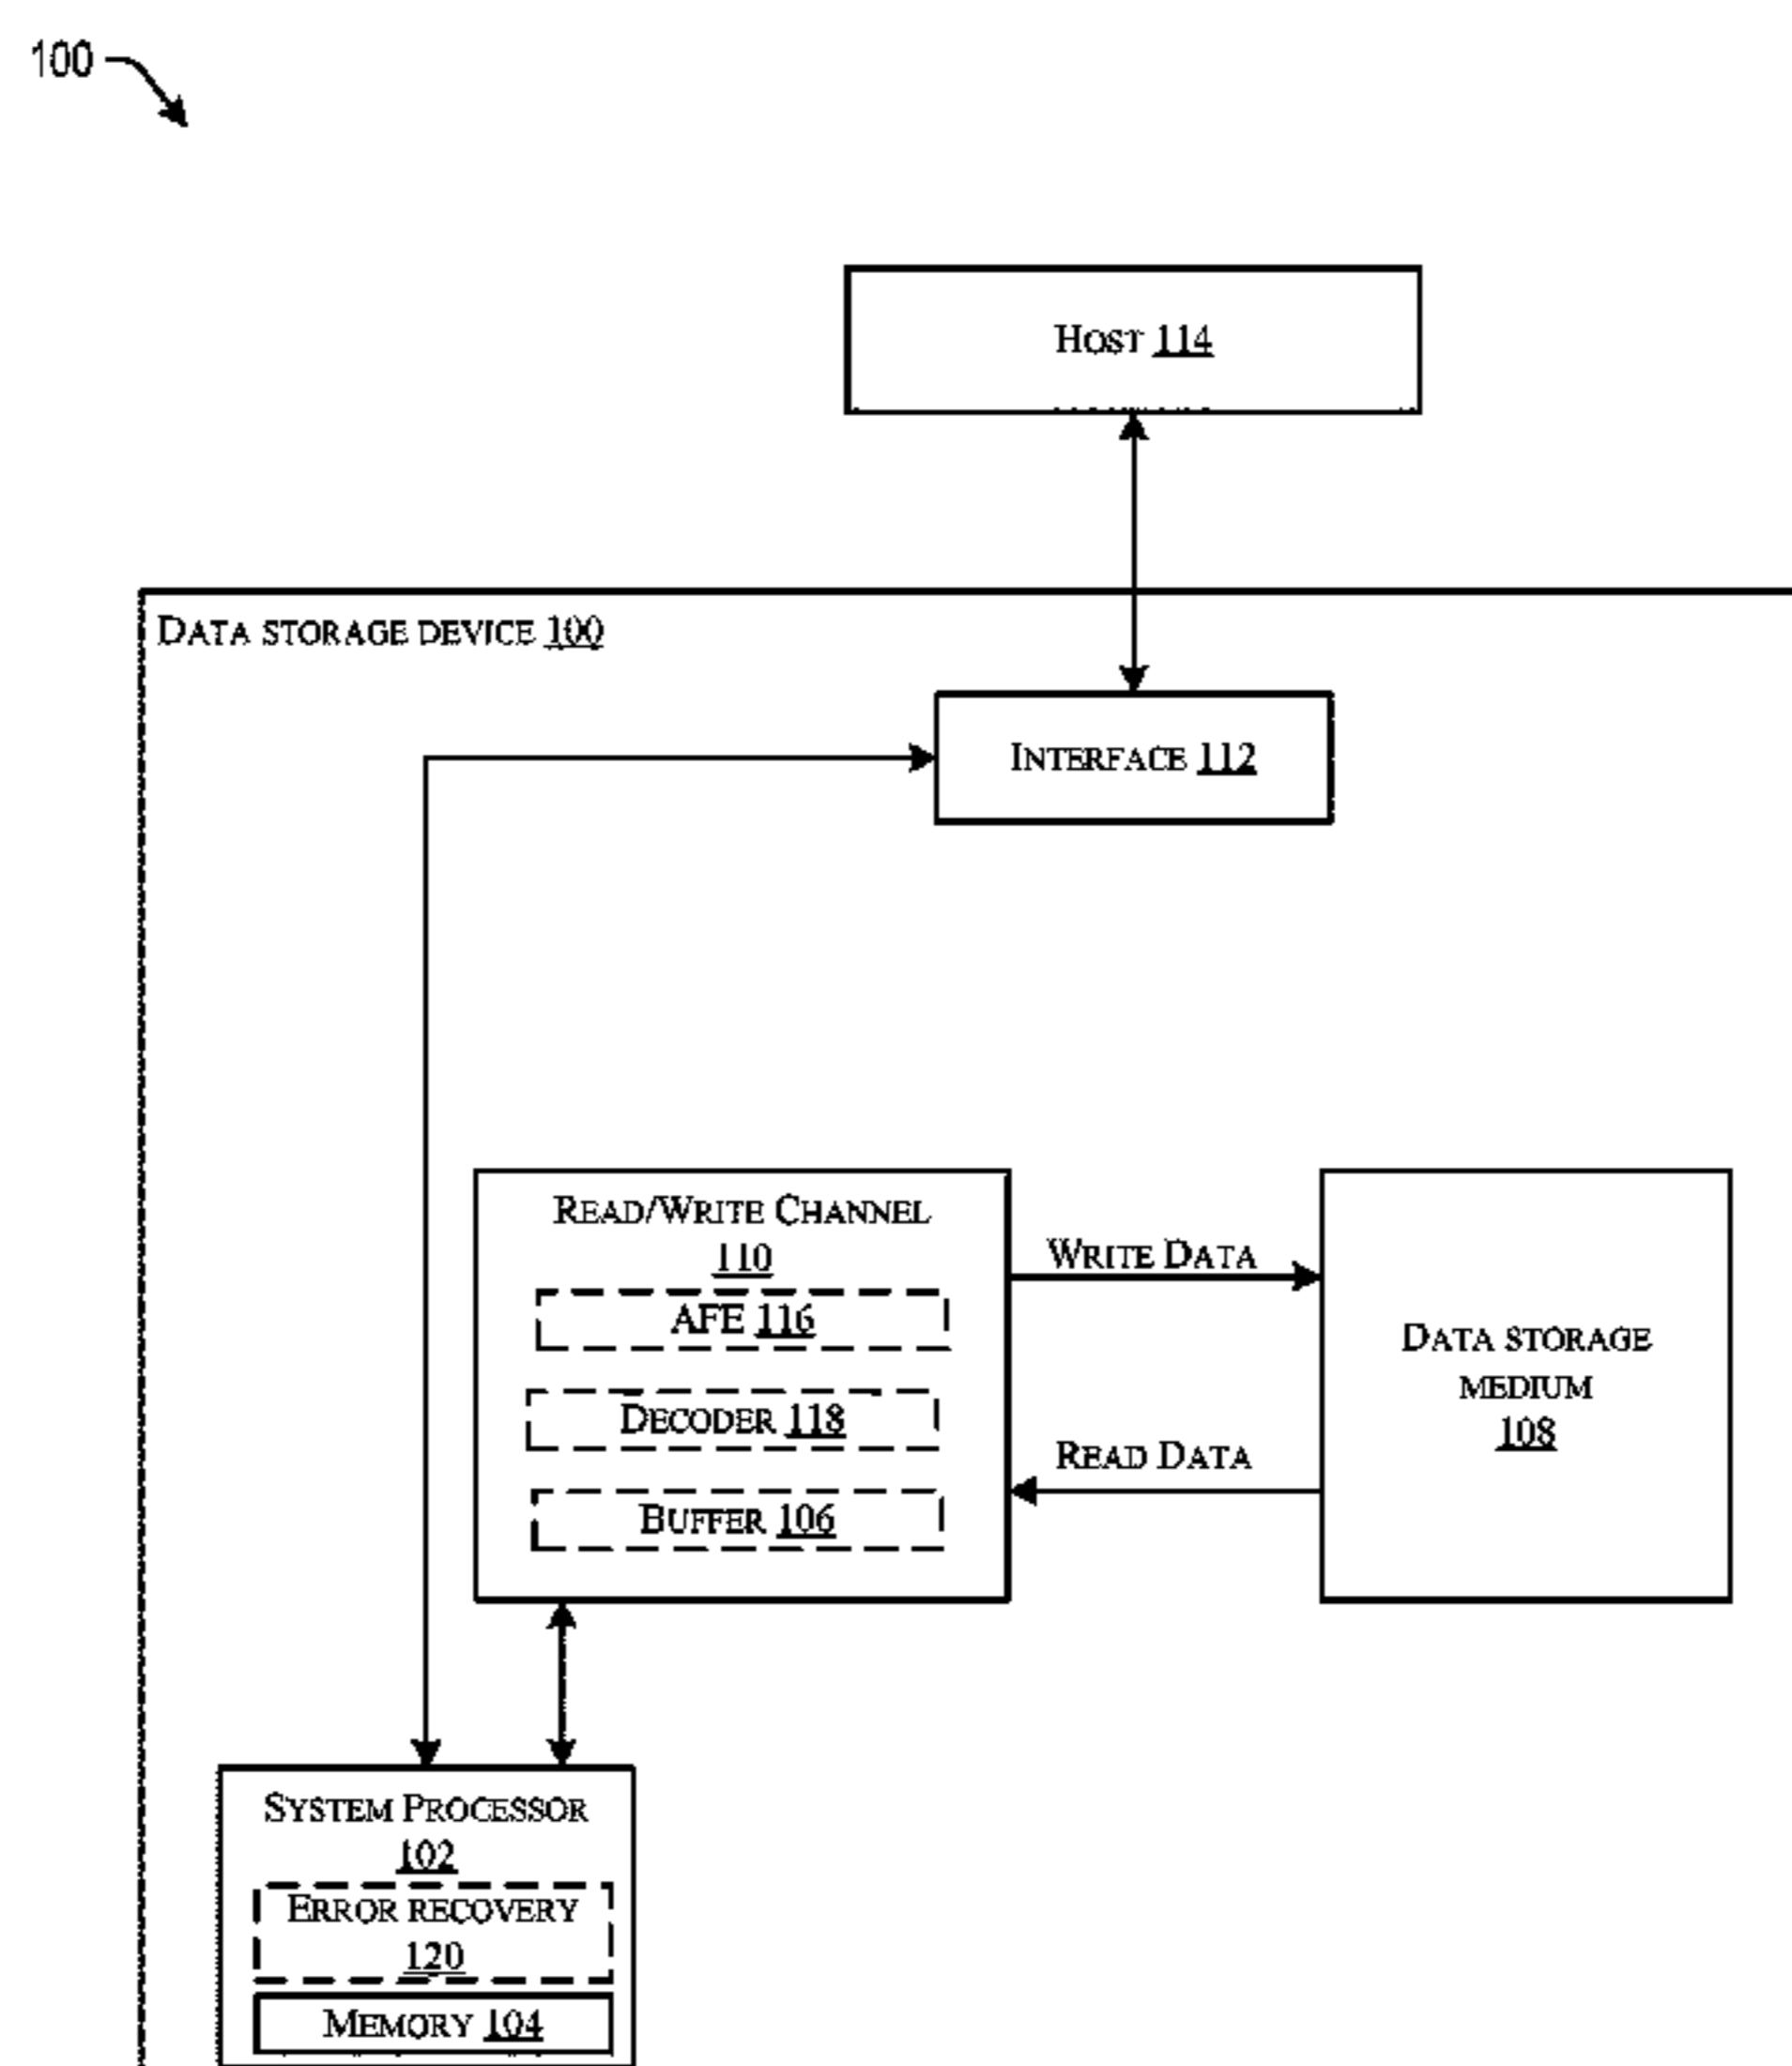 100
HOST 114
DATA STORAGE DEVICE 100
INTERFACE 112
READ/WRITE CHANNEL
110
AFE 116
DECODER 118
BUFFER 106
WRITE DATA
READ DATA
DATA STORAGE
MEDIUM
108
SYSTEM PROCESSOR
102
ERROR RECOVERY
120
MEMORY 104